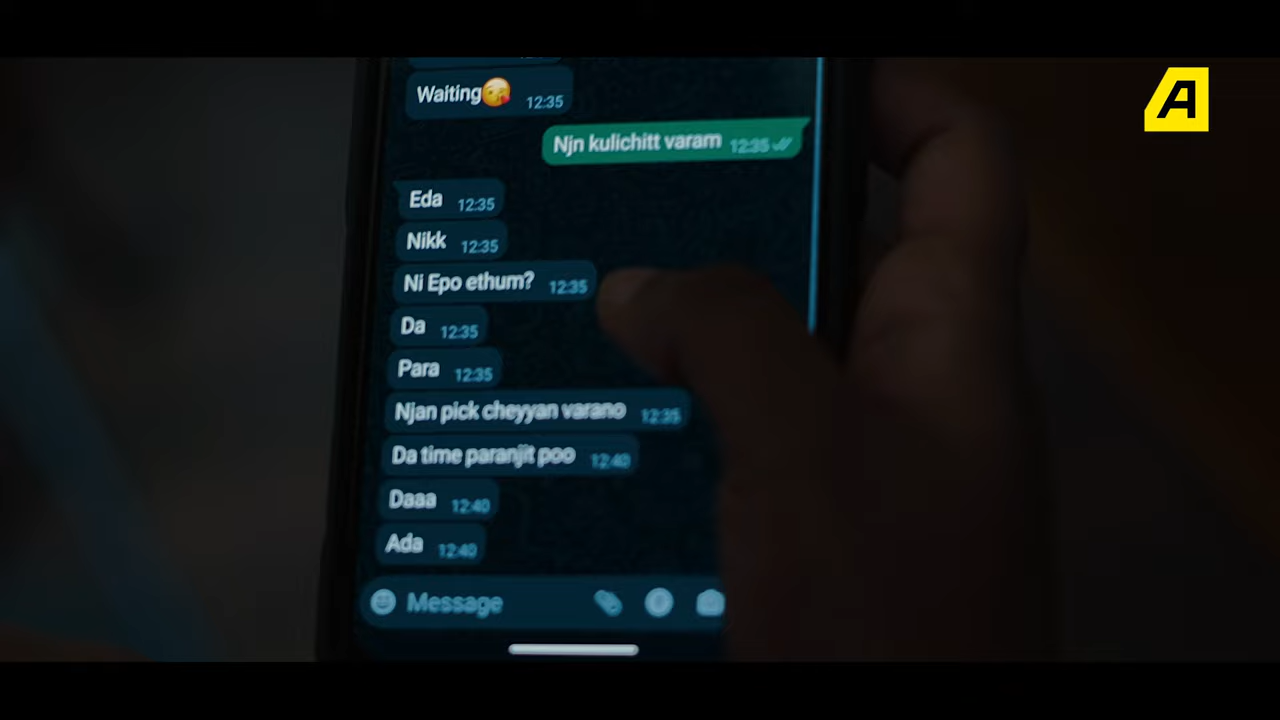 A
Waiting😘 12:35
Njn kulichitt varam 12:35
Eda 12:35
Nikk 12:35
Ni Epo ethum? 12:35
Da 12:35
Para 12:35
Njan pick cheyyan varano 12:35
Da time paranjit poo 12:40
Daaa 12:40
Ada 12:40
Message